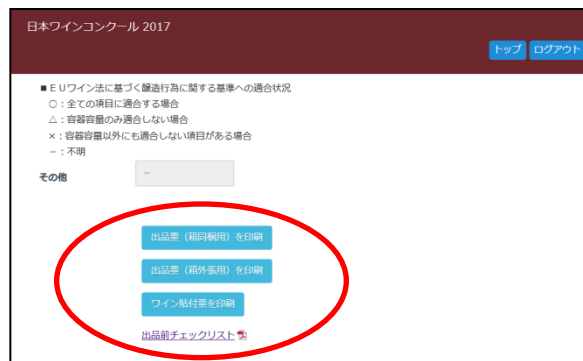 日本ワインコンクール 2017
トップ ログアウト
■ＥＵワイン法に基づく醸造行為に関する基準への適合状況
○：全ての項目に適合する場合
△：容器容量のみ適合しない場合
×：容器容量以外にも適合しない項目がある場合
－：不明
その他 －
出品票（箱同梱用）を印刷
出品票（箱外張用）を印刷
ワイン貼付票を印刷
出品前チェックリスト